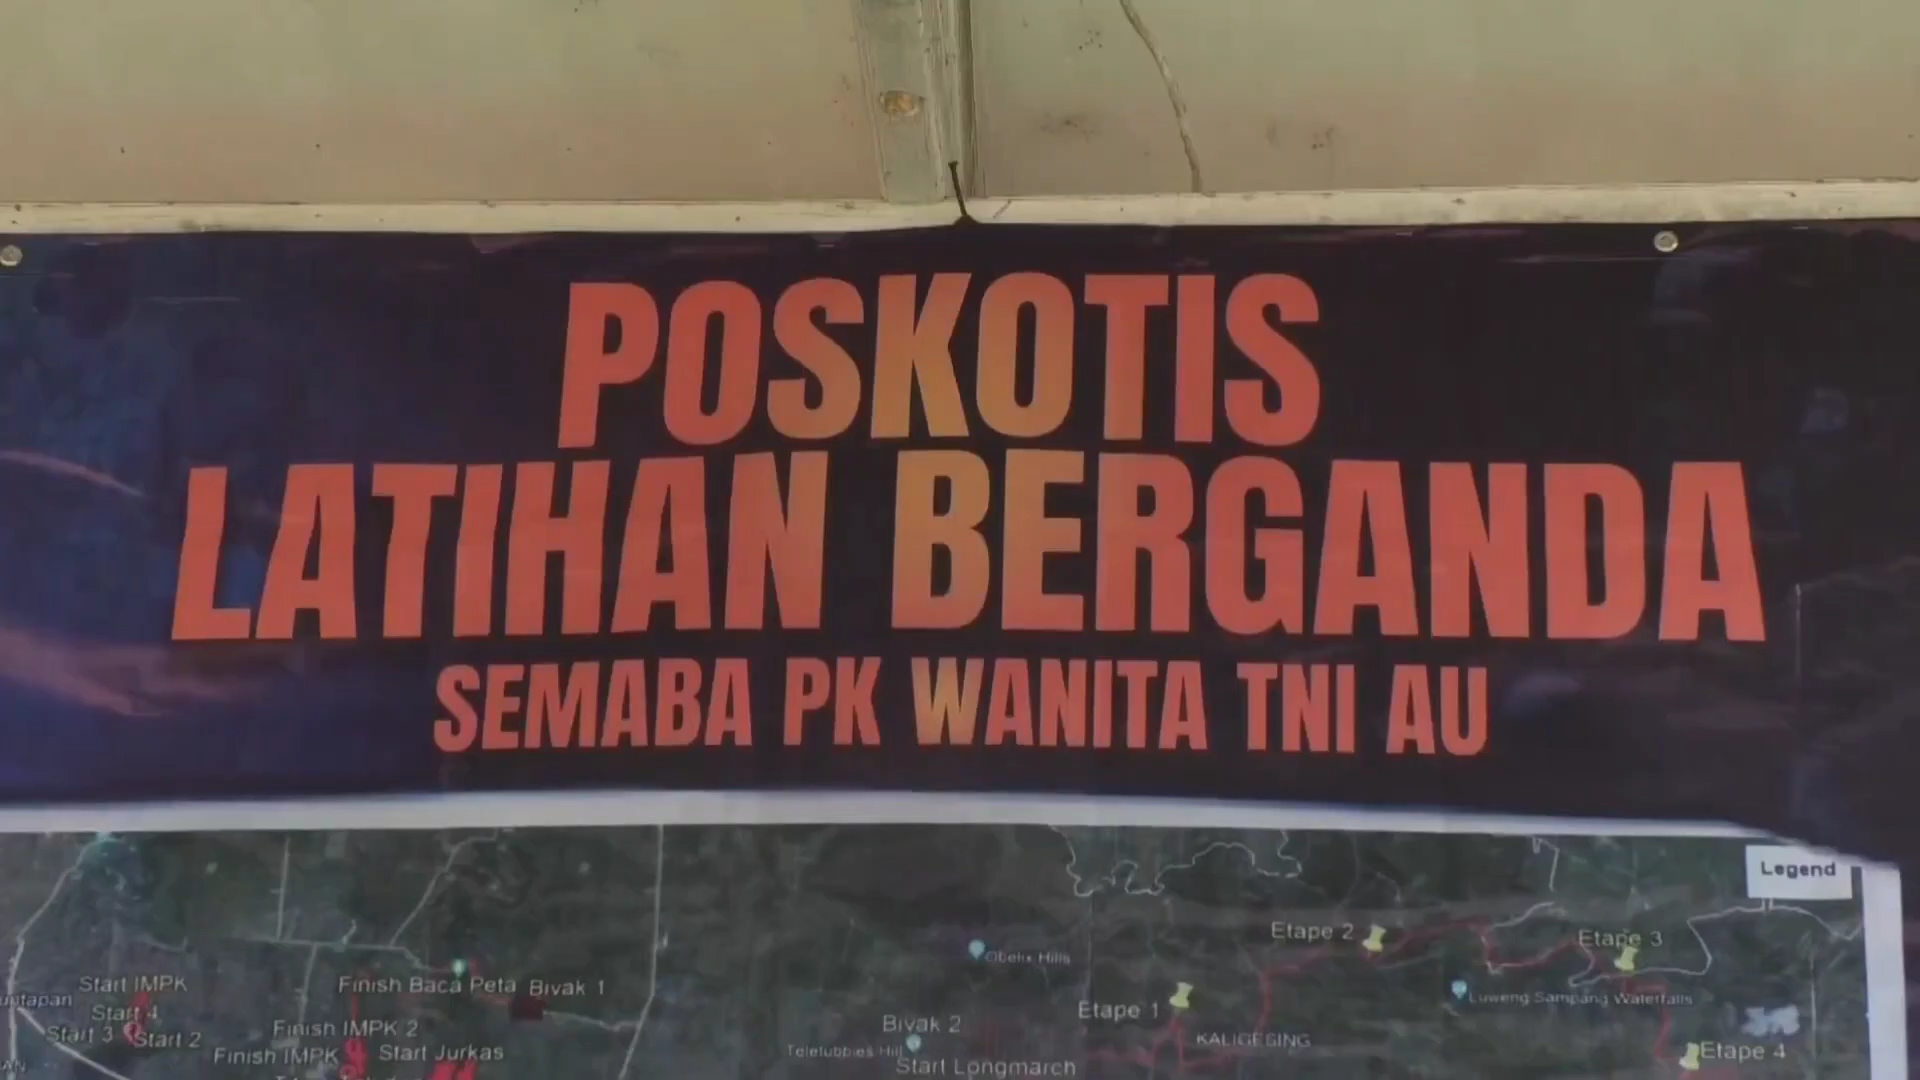 POSKOTIS
LATIHAN BERGANDA
SEMABA PK WANITA TNI AU
Legend
Etape 2
Etape 3
Obelix Hills
Start IMPK
Finish Baca Peta
Bivak 1
Luweng Sampang Waterfalls
Etape 1
Start 4
Start 3
Start 2
Finish IMPK 2
Bivak 2
KALIGESING
Finish IMPK
Start Jurkas
Teletubbies Hill
Etape 4
Start Longmarch